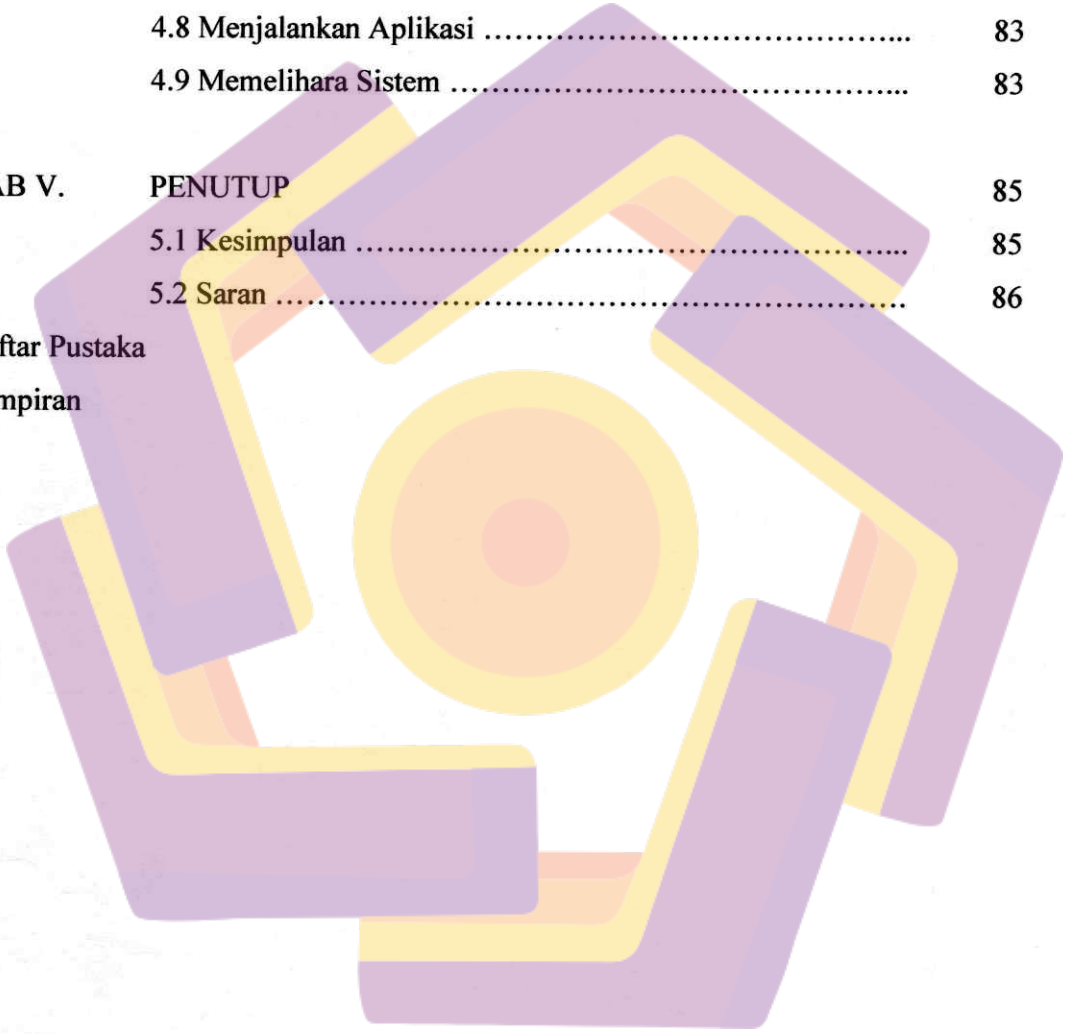 4.8 Menjalankan Aplikasi ……………………………………... 83
4.9 Memelihara Sistem ………………………………………... 83
AB V. PENUTUP 85
5.1 Kesimpulan ………………………………………………... 85
5.2 Saran ……………………………………………………… 86
ftar Pustaka
mpiran